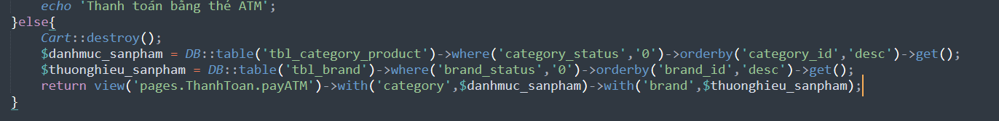 echo 'Thanh toán bằng thẻ ATM';
}else{
Cart::destroy();
$danhmuc_sanpham = DB::table('tbl_category_product')->where('category_status','0')->orderby('category_id','desc')->get();
$thuonghieu_sanpham = DB::table('tbl_brand')->where('brand_status','0')->orderby('brand_id','desc')->get();
return view('pages.ThanhToan.payATM')->with('category',$danhmuc_sanpham)->with('brand',$thuonghieu_sanpham);
}